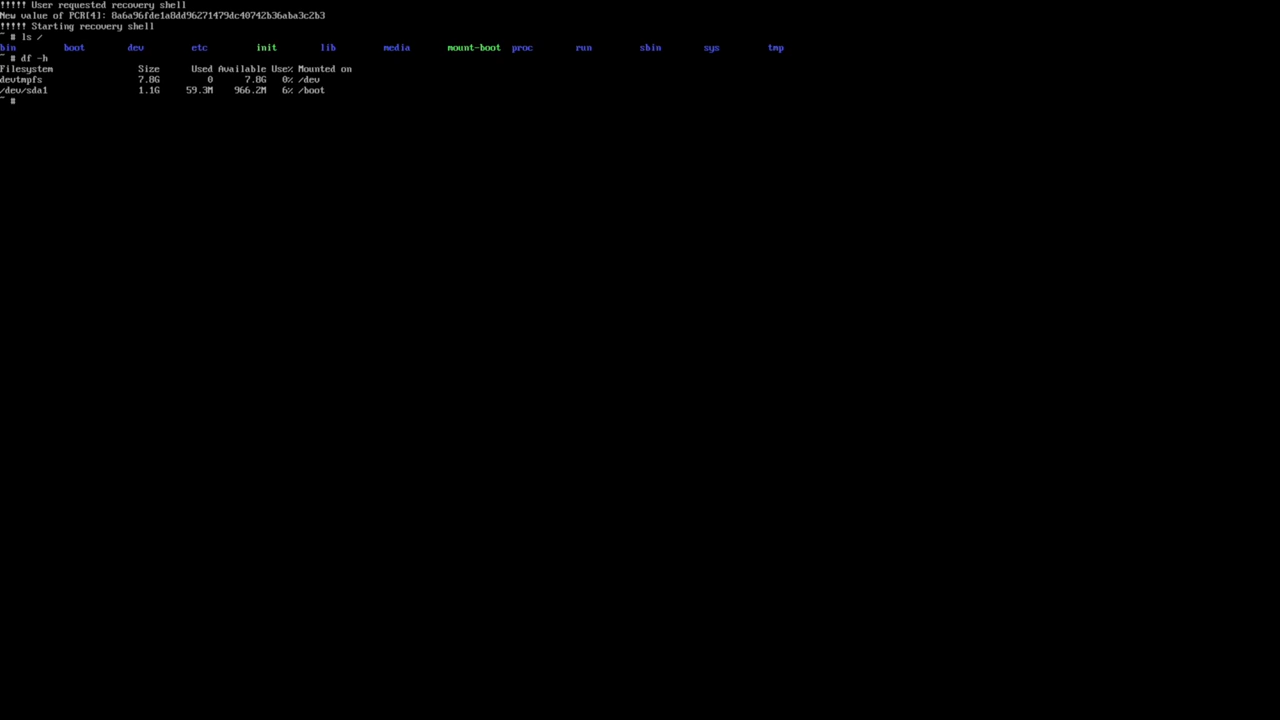 !!!!! User requested recovery shell
New value of PCR[4]: 8a6a96fde1a8dd96271479dc40742b36aba3c2b3
!!!!! Starting recovery shell
~ # ls /
bin boot dev etc init lib media mount-boot proc run sbin sys tmp
~ # df -h
Filesystem Size Used Available Use% Mounted on
devtmpfs 7.8G 0 7.8G 0% /dev
/dev/sda1 1.1G 59.3M 966.2M 6% /boot
~ #